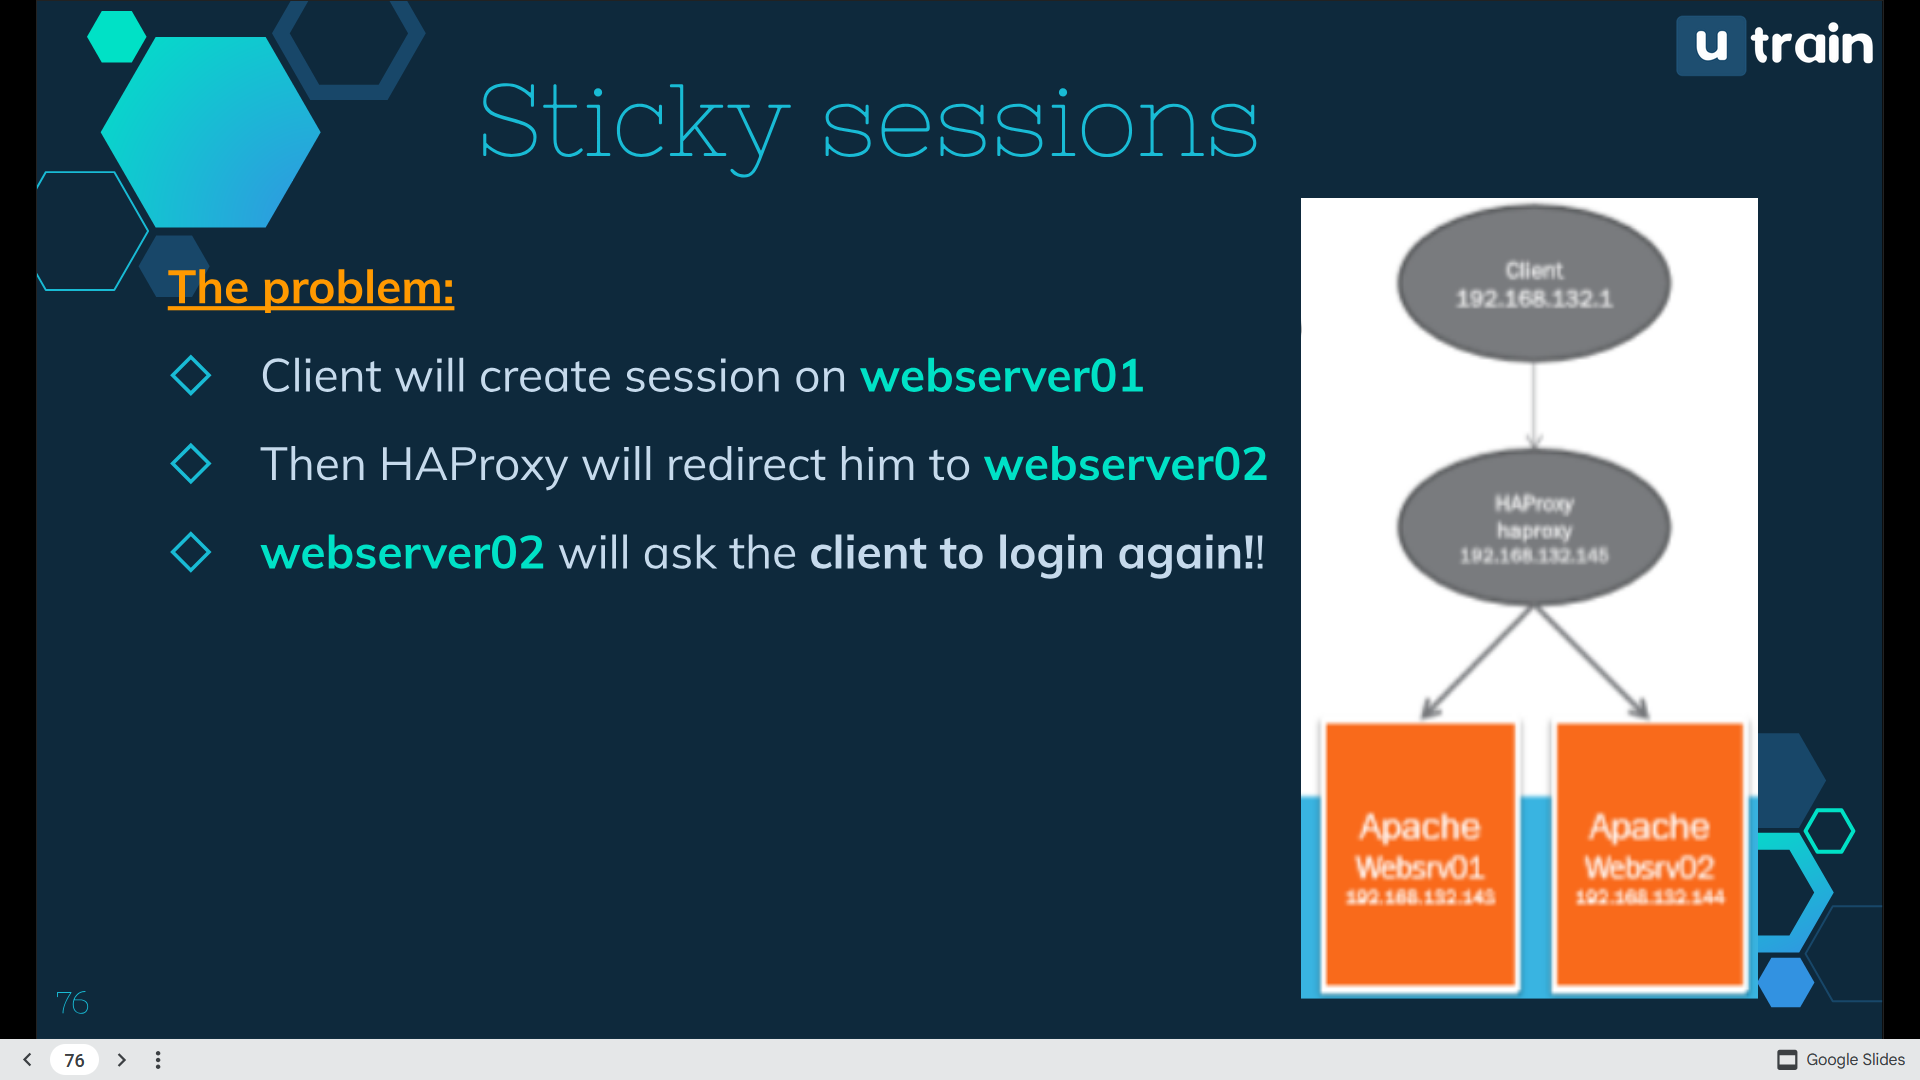 u train
Sticky sessions
The problem:
Client will create session on webserver01
Then HAProxy will redirect him to webserver02
webserver02 will ask the client to login again!!
Client
192.168.132.1
HAProxy
haproxy
192.168.132.145
Apache
Websrv01
192.168.132.143
Apache
Websrv02
192.168.132.144
76
76
Google Slides